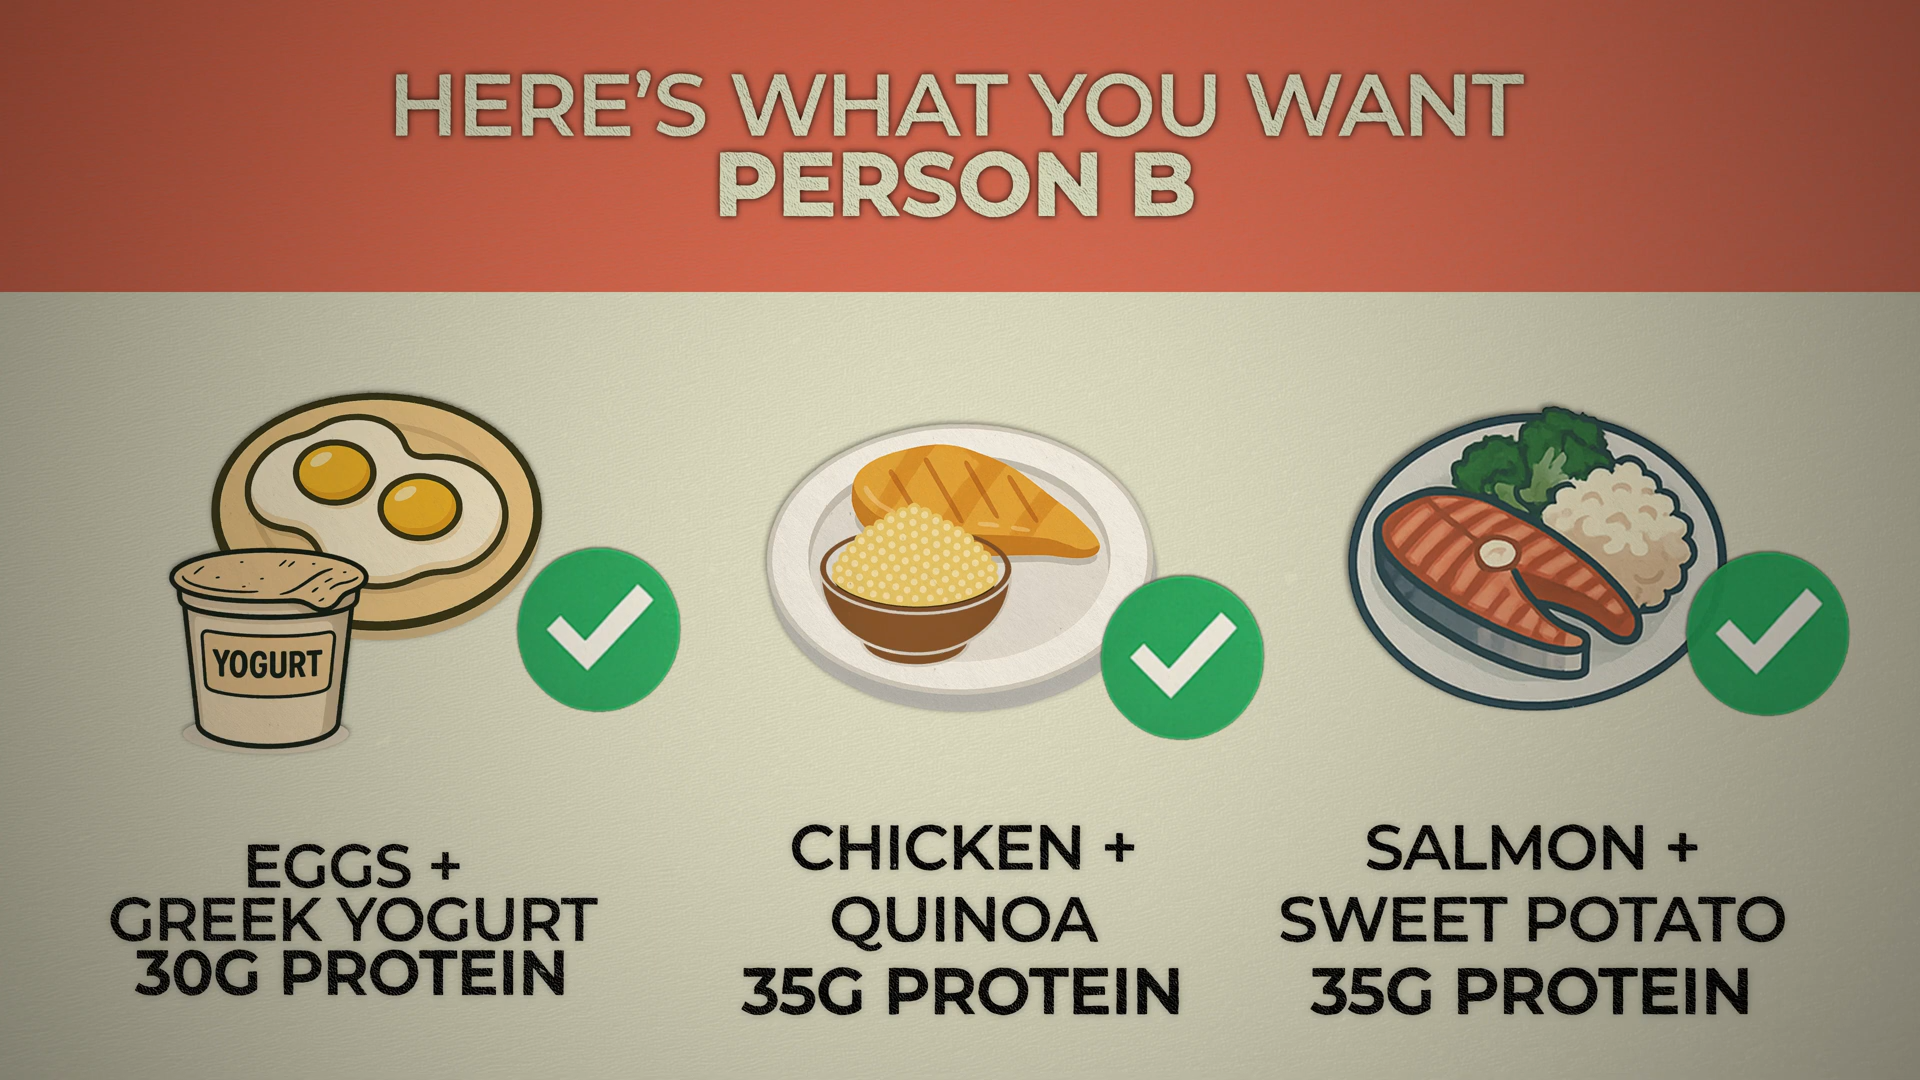 HERE'S WHAT YOU WANT
PERSON B
YOGURT
EGGS +
GREEK YOGURT
30G PROTEIN
CHICKEN +
QUINOA
35G PROTEIN
SALMON +
SWEET POTATO
35G PROTEIN